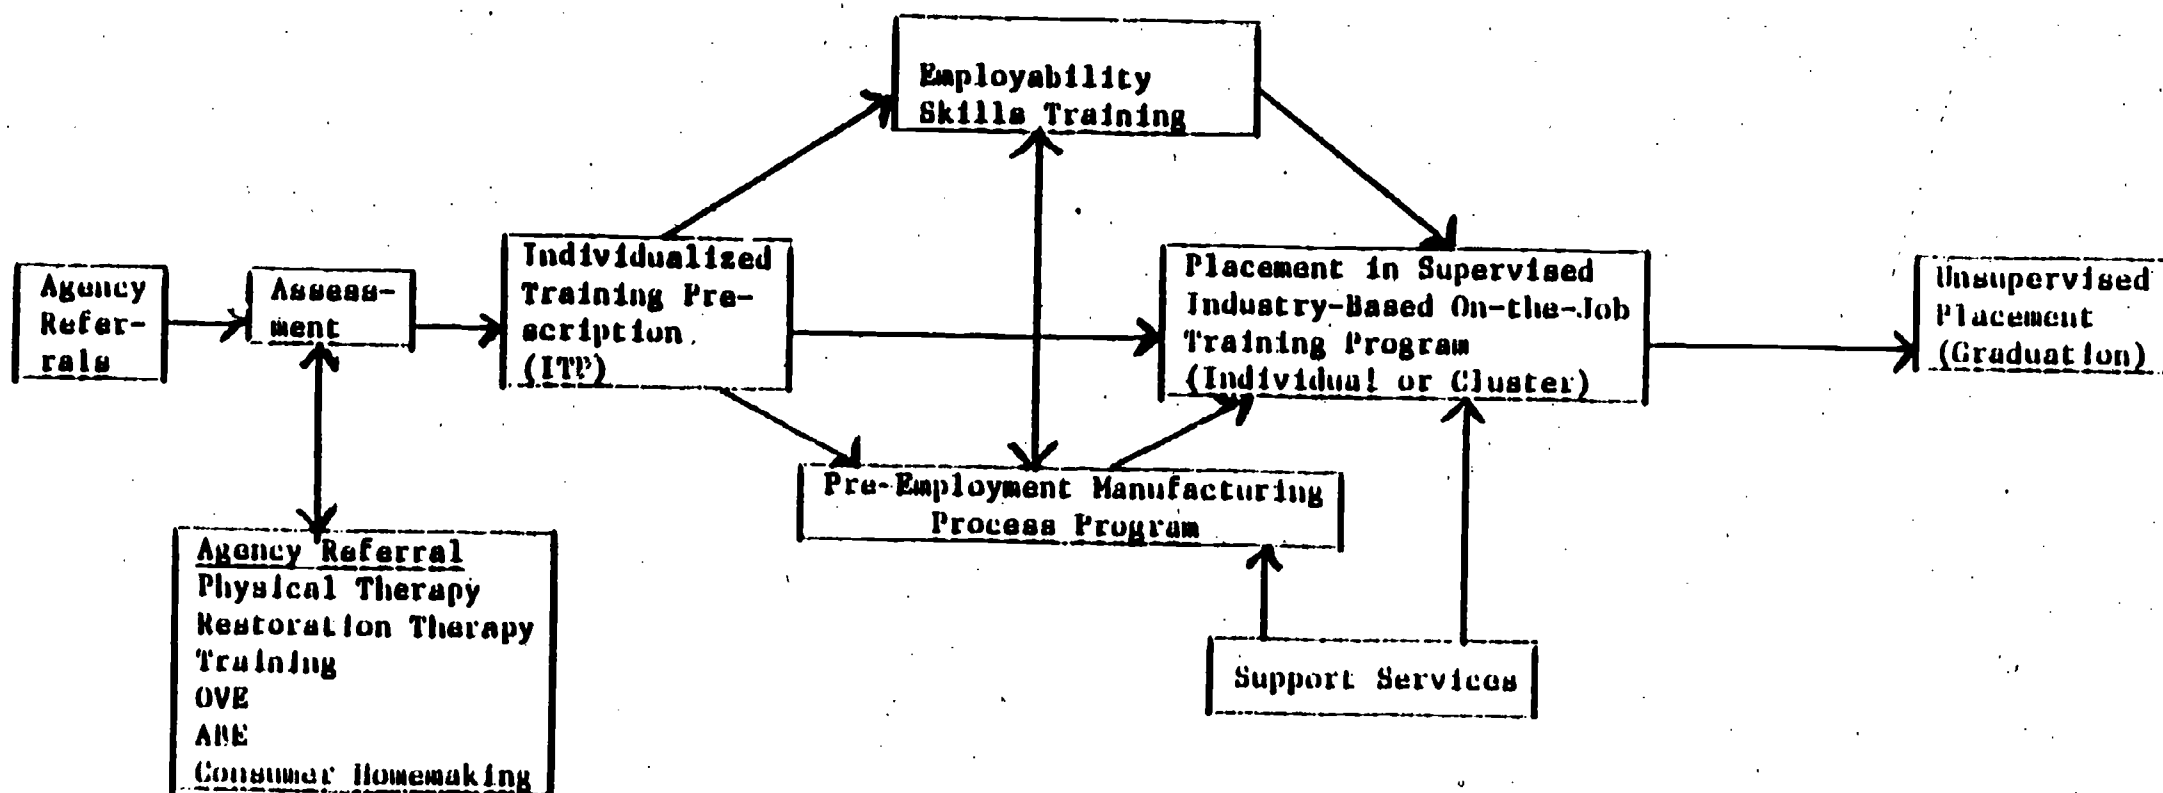 Employability
Skills Training
Agency
Refer-
rals
Assess-
ment
Individualized
Training Pre-
scription
(ITP)
Placement in Supervised
Industry-Based On-the-Job
Training Program
(Individual or Cluster)
Unsupervised
Placement
(Graduation)
Pre-Employment Manufacturing
Process Program
Agency Referral
Physical Therapy
Restoration Therapy
Training
OVE
ABE
Consumer Homemaking
Support Services